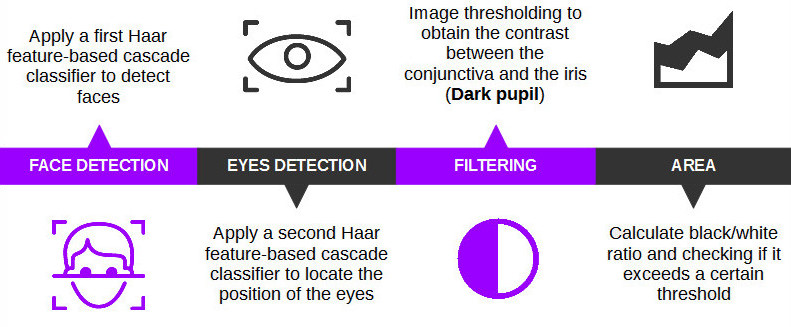 Apply a first Haar
feature-based cascade
classifier to detect
faces
Image thresholding to
obtain the contrast
between the
conjunctiva and the iris
(Dark pupil)
FACE DETECTION
EYES DETECTION
FILTERING
AREA
Apply a second Haar
feature-based cascade
classifier to locate the
position of the eyes
Calculate black/white
ratio and checking if it
exceeds a certain
threshold